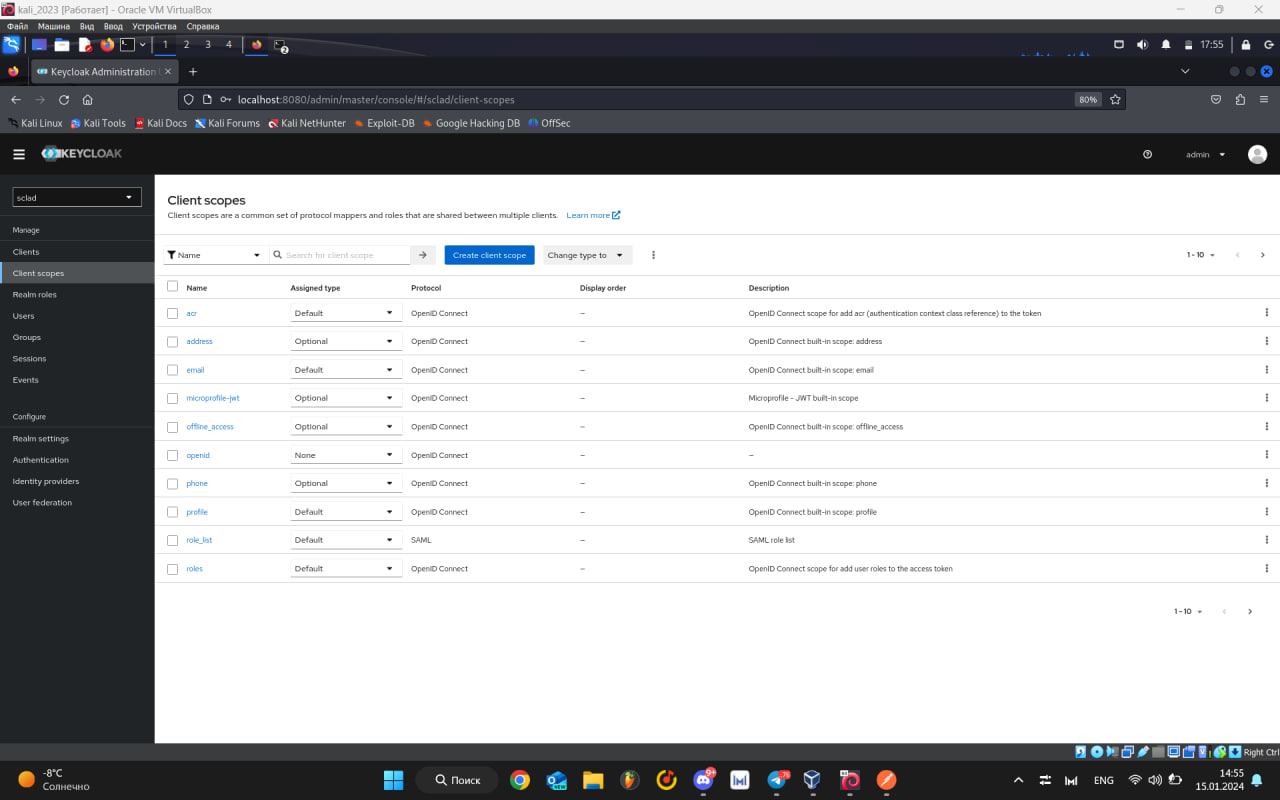 kali_2023 [Работает] - Oracle VM VirtualBox
Файл Машина Вид Ввод Устройства Справка
1 2 3 4 2 17:55
Keycloak Administration
localhost:8080/admin/master/console/#/sclad/client-scopes 80%
Kali Linux Kali Tools Kali Docs Kali Forums Kali NetHunter Exploit-DB Google Hacking DB OffSec
KEYCLOAK admin
sclad
Manage
Clients
Client scopes
Realm roles
Users
Groups
Sessions
Events
Configure
Realm settings
Authentication
Identity providers
User federation
Client scopes
Client scopes are a common set of protocol mappers and roles that are shared between multiple clients. Learn more
Name Search for client scope Create client scope Change type to 1 - 10
Name Assigned type Protocol Display order Description
acr Default OpenID Connect – OpenID Connect scope for add acr (authentication context class reference) to the token
address Optional OpenID Connect – OpenID Connect built-in scope: address
email Default OpenID Connect – OpenID Connect built-in scope: email
microprofile-jwt Optional OpenID Connect – Microprofile - JWT built-in scope
offline_access Optional OpenID Connect – OpenID Connect built-in scope: offline_access
openid None OpenID Connect – –
phone Optional OpenID Connect – OpenID Connect built-in scope: phone
profile Default OpenID Connect – OpenID Connect built-in scope: profile
role_list Default SAML – SAML role list
roles Default OpenID Connect – OpenID Connect scope for add user roles to the access token
1 - 10
Right Ctrl
-8°C
Солнечно
Поиск
ENG
14:55
15.01.2024